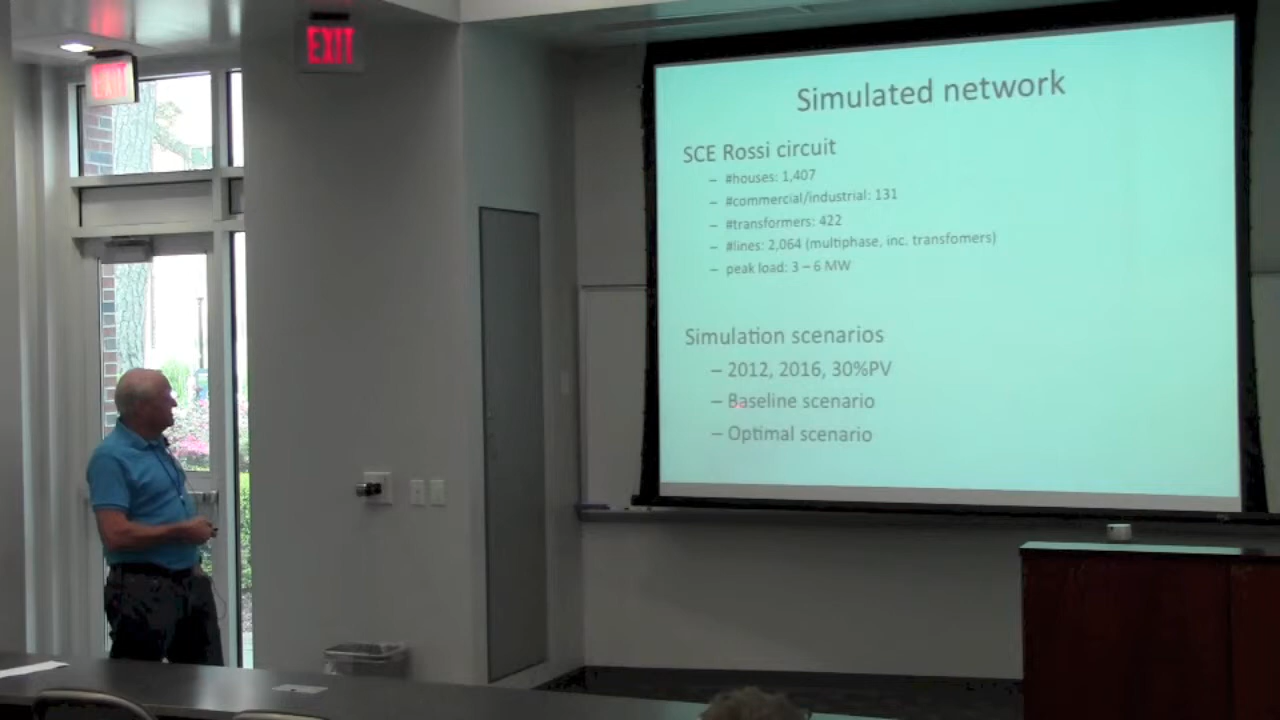 EXIT
EXIT
Simulated network
SCE Rossi circuit
– #houses: 1,407
– #commercial/industrial: 131
– #transformers: 422
– #lines: 2,064 (multiphase, inc. transfomers)
– peak load: 3 – 6 MW
Simulation scenarios
– 2012, 2016, 30%PV
– Baseline scenario
– Optimal scenario